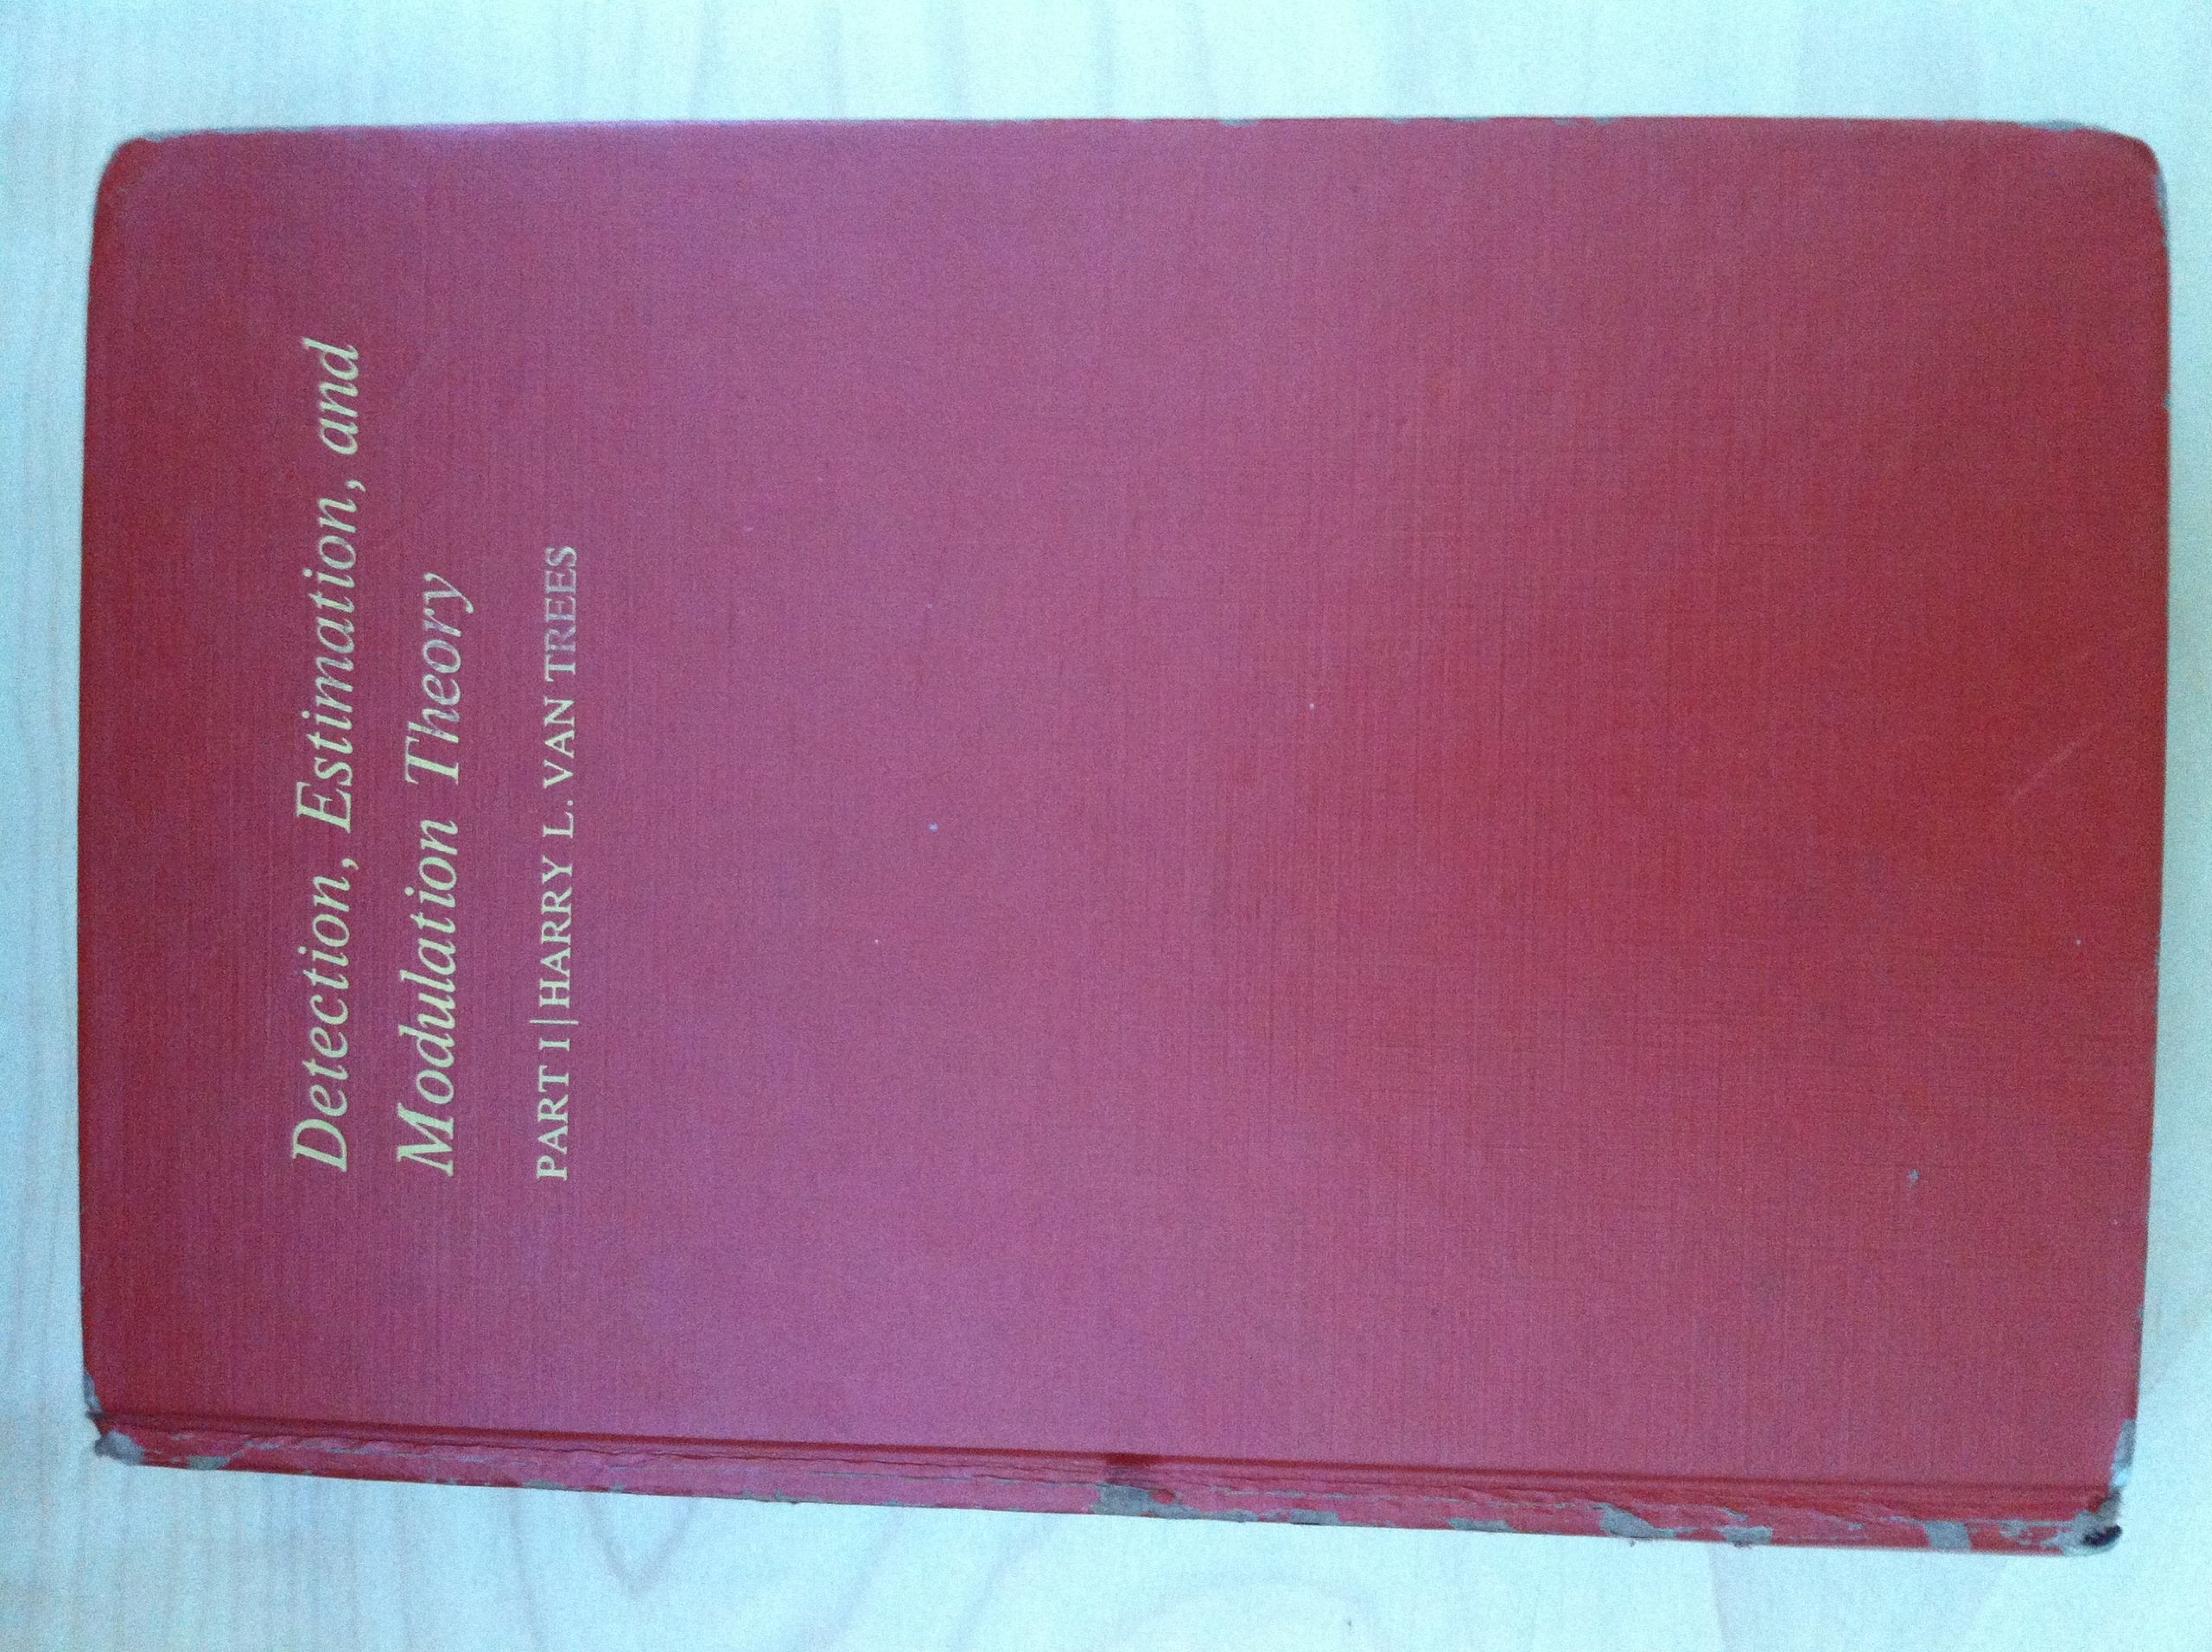 Detection, Estimation, and
Modulation Theory
PART I | HARRY L. VAN TREES